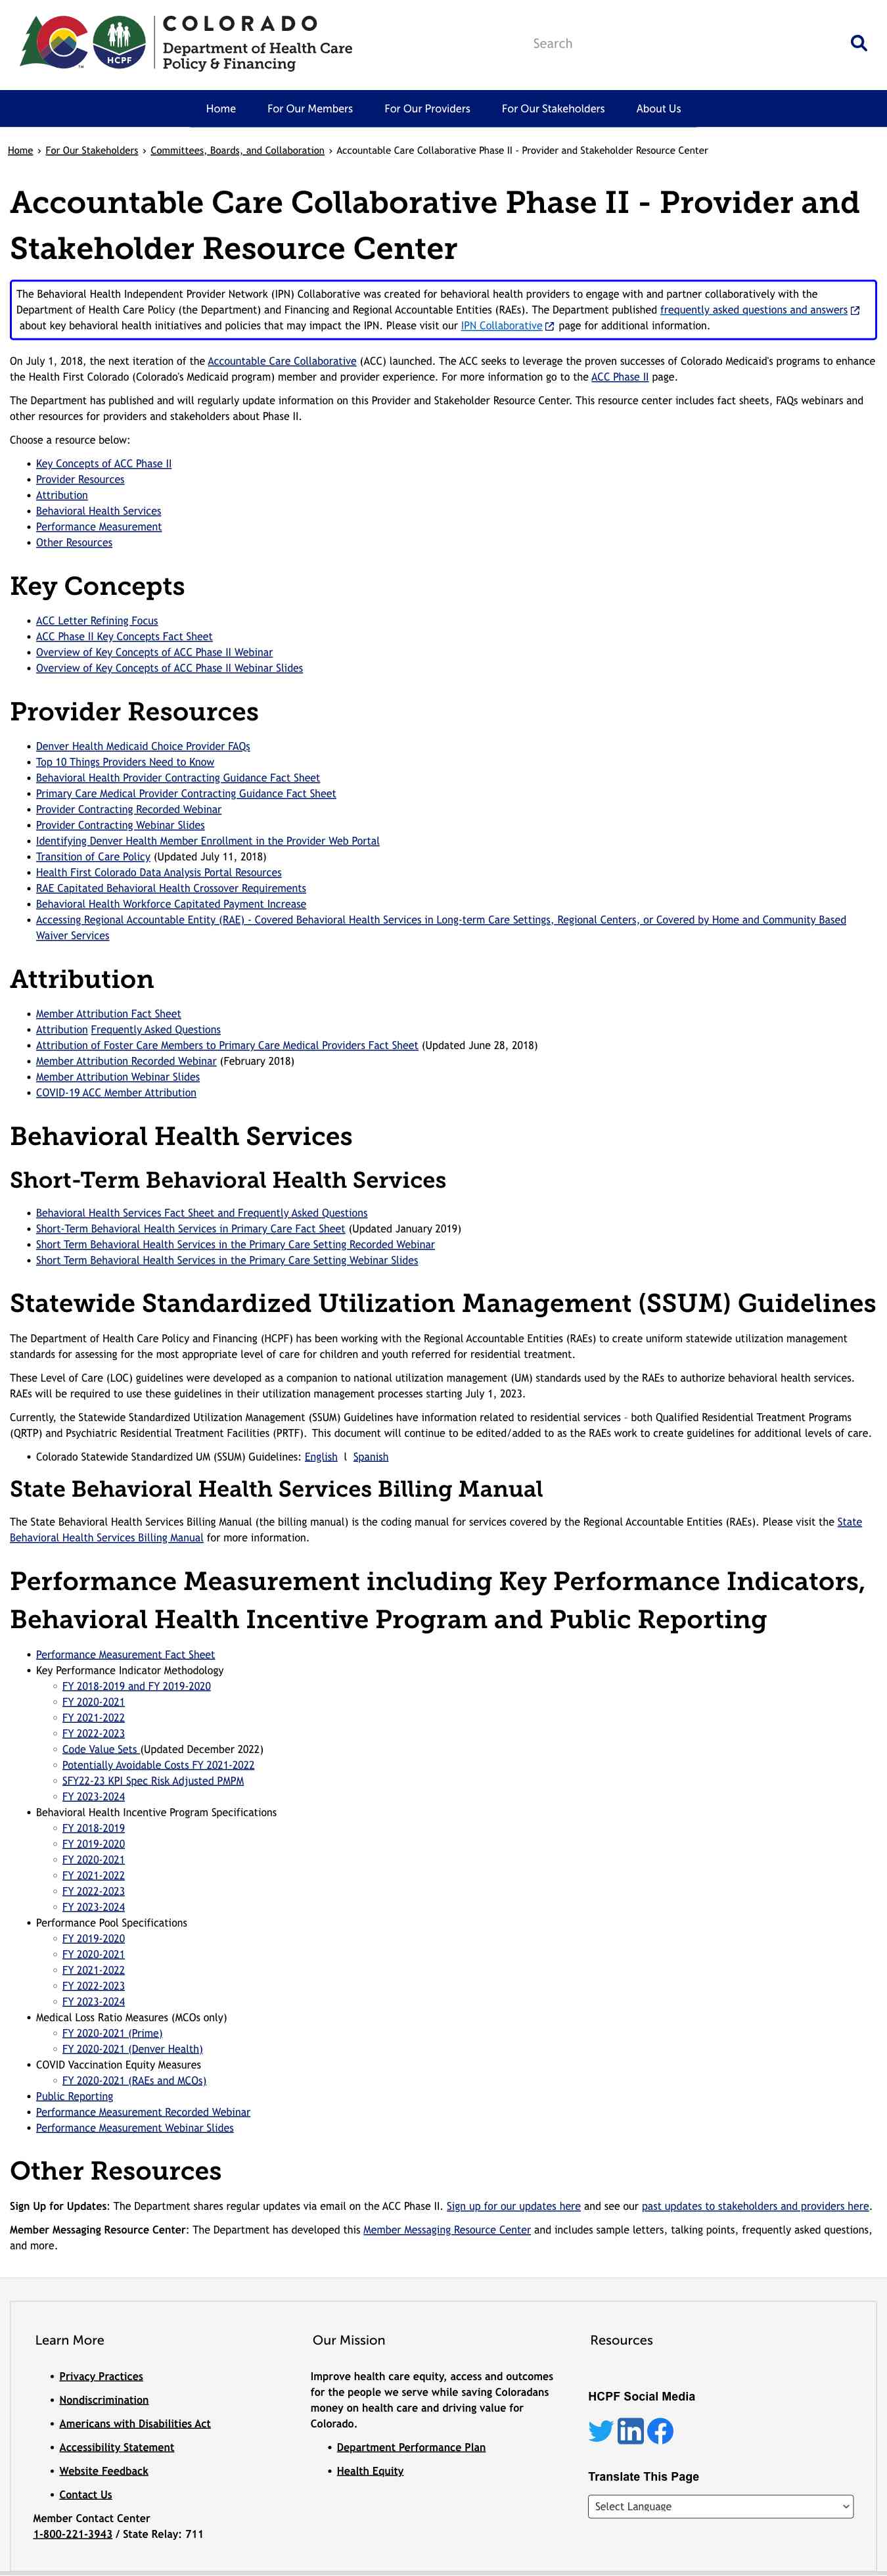 COLORADO
Department of Health Care
Policy & Financing
HCPF
Search
Home
For Our Members
For Our Providers
For Our Stakeholders
About Us
Home › For Our Stakeholders › Committees, Boards, and Collaboration › Accountable Care Collaborative Phase II - Provider and Stakeholder Resource Center
Accountable Care Collaborative Phase II - Provider and
Stakeholder Resource Center
The Behavioral Health Independent Provider Network (IPN) Collaborative was created for behavioral health providers to engage with and partner collaboratively with the
Department of Health Care Policy (the Department) and Financing and Regional Accountable Entities (RAEs). The Department published frequently asked questions and answers
about key behavioral health initiatives and policies that may impact the IPN. Please visit our IPN Collaborative page for additional information.
On July 1, 2018, the next iteration of the Accountable Care Collaborative (ACC) launched. The ACC seeks to leverage the proven successes of Colorado Medicaid's programs to enhance
the Health First Colorado (Colorado's Medicaid program) member and provider experience. For more information go to the ACC Phase II page.
The Department has published and will regularly update information on this Provider and Stakeholder Resource Center. This resource center includes fact sheets, FAQs webinars and
other resources for providers and stakeholders about Phase II.
Choose a resource below:
• Key Concepts of ACC Phase II
• Provider Resources
• Attribution
• Behavioral Health Services
• Performance Measurement
• Other Resources
Key Concepts
• ACC Letter Refining Focus
• ACC Phase II Key Concepts Fact Sheet
• Overview of Key Concepts of ACC Phase II Webinar
• Overview of Key Concepts of ACC Phase II Webinar Slides
Provider Resources
• Denver Health Medicaid Choice Provider FAQs
• Top 10 Things Providers Need to Know
• Behavioral Health Provider Contracting Guidance Fact Sheet
• Primary Care Medical Provider Contracting Guidance Fact Sheet
• Provider Contracting Recorded Webinar
• Provider Contracting Webinar Slides
• Identifying Denver Health Member Enrollment in the Provider Web Portal
• Transition of Care Policy (Updated July 11, 2018)
• Health First Colorado Data Analysis Portal Resources
• RAE Capitated Behavioral Health Crossover Requirements
• Behavioral Health Workforce Capitated Payment Increase
• Accessing Regional Accountable Entity (RAE) - Covered Behavioral Health Services in Long-term Care Settings, Regional Centers, or Covered by Home and Community Based
Waiver Services
Attribution
• Member Attribution Fact Sheet
• Attribution Frequently Asked Questions
• Attribution of Foster Care Members to Primary Care Medical Providers Fact Sheet (Updated June 28, 2018)
• Member Attribution Recorded Webinar (February 2018)
• Member Attribution Webinar Slides
• COVID-19 ACC Member Attribution
Behavioral Health Services
Short-Term Behavioral Health Services
• Behavioral Health Services Fact Sheet and Frequently Asked Questions
• Short-Term Behavioral Health Services in Primary Care Fact Sheet (Updated January 2019)
• Short Term Behavioral Health Services in the Primary Care Setting Recorded Webinar
• Short Term Behavioral Health Services in the Primary Care Setting Webinar Slides
Statewide Standardized Utilization Management (SSUM) Guidelines
The Department of Health Care Policy and Financing (HCPF) has been working with the Regional Accountable Entities (RAEs) to create uniform statewide utilization management
standards for assessing for the most appropriate level of care for children and youth referred for residential treatment.
These Level of Care (LOC) guidelines were developed as a companion to national utilization management (UM) standards used by the RAEs to authorize behavioral health services.
RAEs will be required to use these guidelines in their utilization management processes starting July 1, 2023.
Currently, the Statewide Standardized Utilization Management (SSUM) Guidelines have information related to residential services – both Qualified Residential Treatment Programs
(QRTP) and Psychiatric Residential Treatment Facilities (PRTF). This document will continue to be edited/added to as the RAEs work to create guidelines for additional levels of care.
• Colorado Statewide Standardized UM (SSUM) Guidelines: English l Spanish
State Behavioral Health Services Billing Manual
The State Behavioral Health Services Billing Manual (the billing manual) is the coding manual for services covered by the Regional Accountable Entities (RAEs). Please visit the State
Behavioral Health Services Billing Manual for more information.
Performance Measurement including Key Performance Indicators,
Behavioral Health Incentive Program and Public Reporting
• Performance Measurement Fact Sheet
• Key Performance Indicator Methodology
◦ FY 2018-2019 and FY 2019-2020
◦ FY 2020-2021
◦ FY 2021-2022
◦ FY 2022-2023
◦ Code Value Sets (Updated December 2022)
◦ Potentially Avoidable Costs FY 2021-2022
◦ SFY22-23 KPI Spec Risk Adjusted PMPM
◦ FY 2023-2024
• Behavioral Health Incentive Program Specifications
◦ FY 2018-2019
◦ FY 2019-2020
◦ FY 2020-2021
◦ FY 2021-2022
◦ FY 2022-2023
◦ FY 2023-2024
• Performance Pool Specifications
◦ FY 2019-2020
◦ FY 2020-2021
◦ FY 2021-2022
◦ FY 2022-2023
◦ FY 2023-2024
• Medical Loss Ratio Measures (MCOs only)
◦ FY 2020-2021 (Prime)
◦ FY 2020-2021 (Denver Health)
• COVID Vaccination Equity Measures
◦ FY 2020-2021 (RAEs and MCOs)
• Public Reporting
• Performance Measurement Recorded Webinar
• Performance Measurement Webinar Slides
Other Resources
Sign Up for Updates: The Department shares regular updates via email on the ACC Phase II. Sign up for our updates here and see our past updates to stakeholders and providers here.
Member Messaging Resource Center: The Department has developed this Member Messaging Resource Center and includes sample letters, talking points, frequently asked questions,
and more.
Learn More
• Privacy Practices
• Nondiscrimination
• Americans with Disabilities Act
• Accessibility Statement
• Website Feedback
• Contact Us
Member Contact Center
1-800-221-3943 / State Relay: 711
Our Mission
Improve health care equity, access and outcomes
for the people we serve while saving Coloradans
money on health care and driving value for
Colorado.
• Department Performance Plan
• Health Equity
Resources
HCPF Social Media
Translate This Page
Select Language